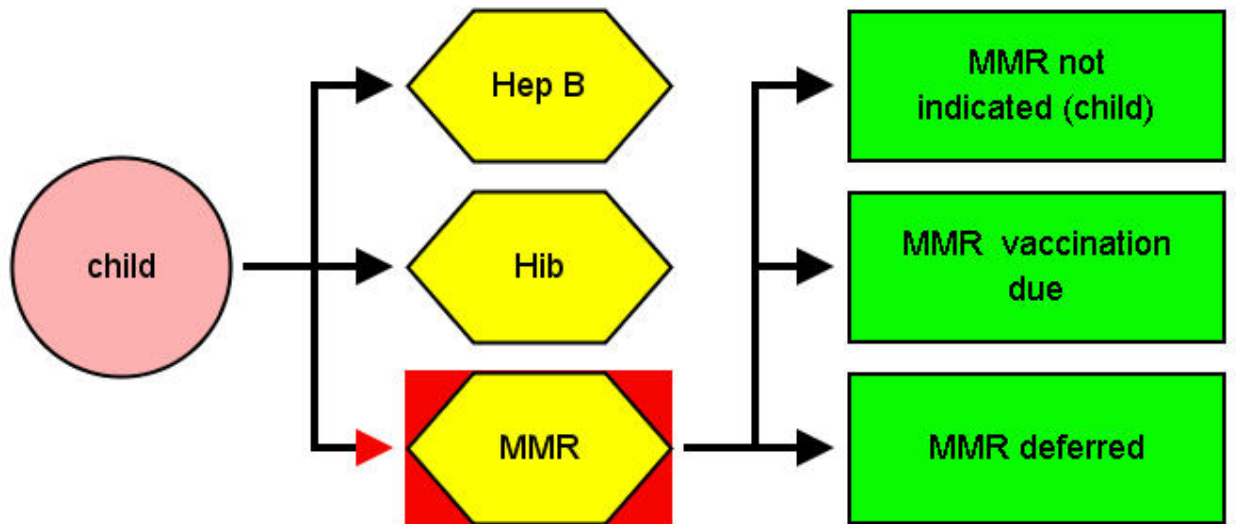 child
Hep B
Hib
MMR
MMR not
indicated (child)
MMR vaccination
due
MMR deferred